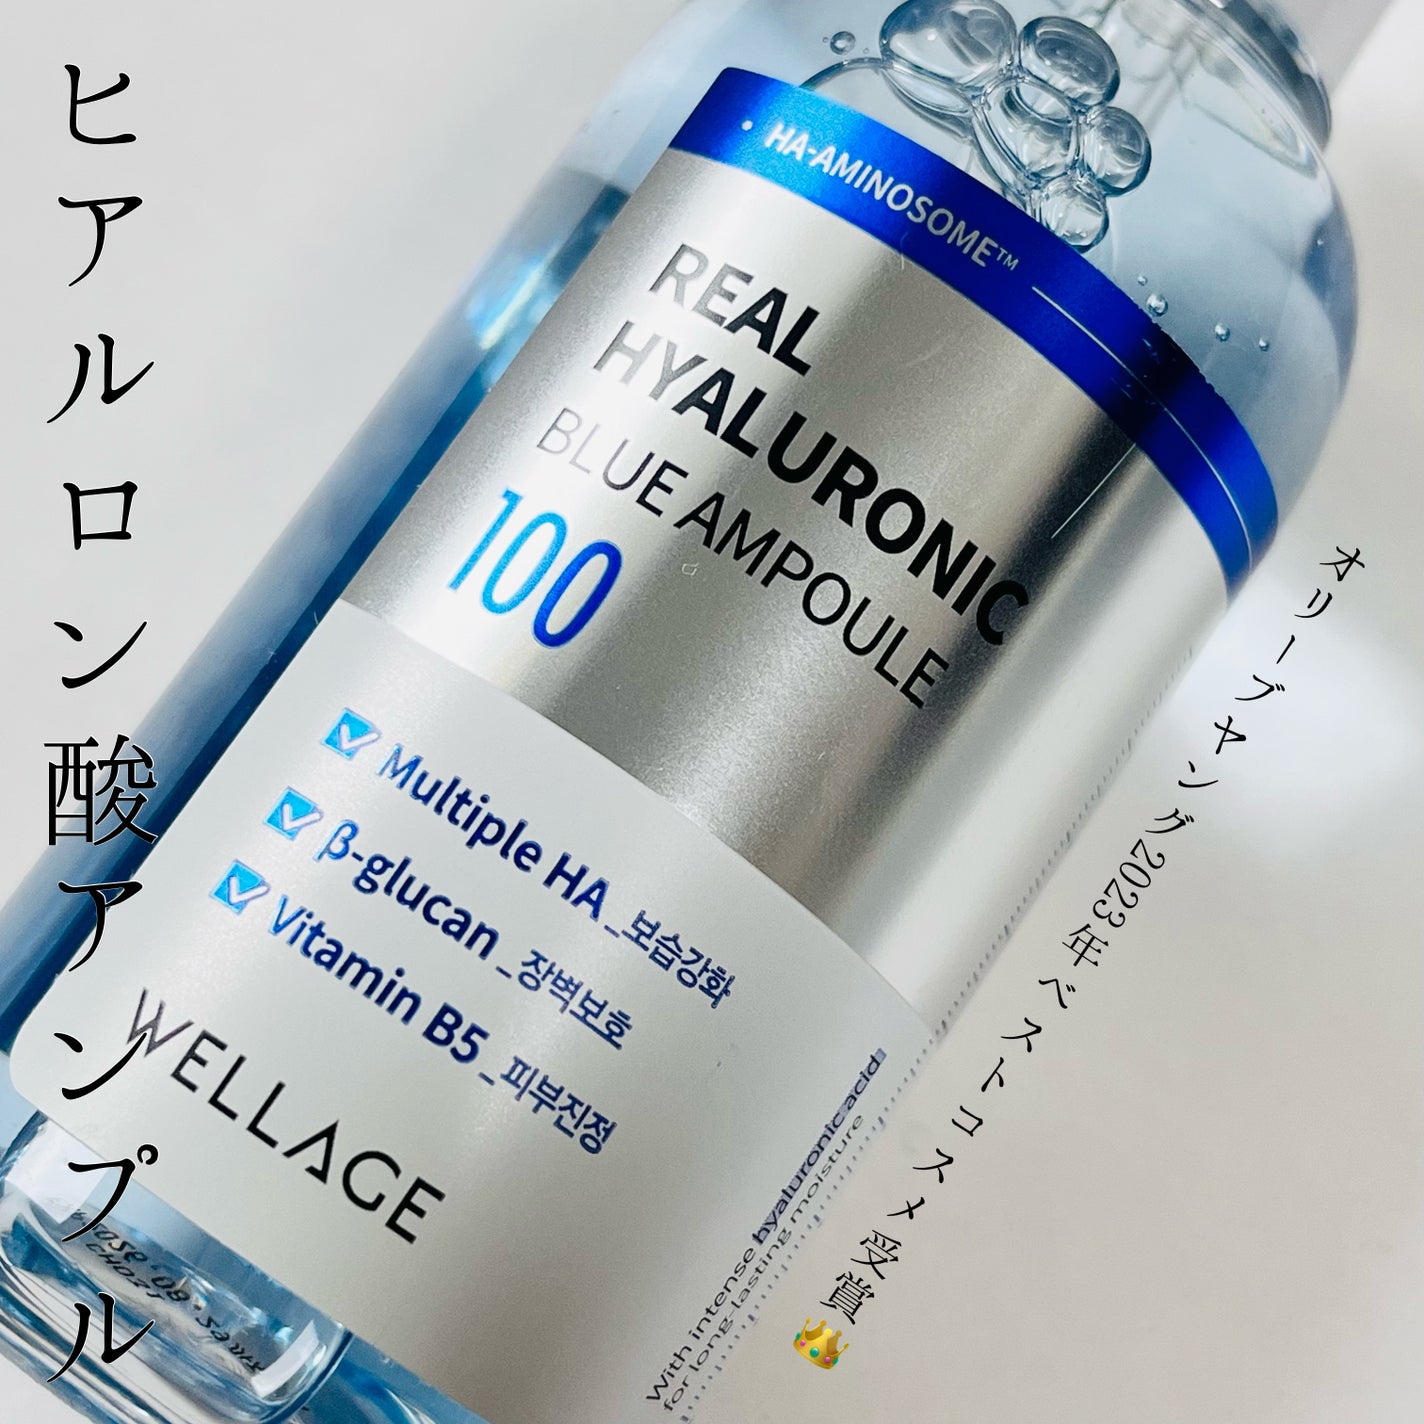 ヒアルロン酸アンプル
HA-AMINOSOME™
REAL
HYALURONIC
BLUE AMPOULE
100
Multiple HA_보습강화
β-glucan_장벽보호
Vitamin B5_피부진정
WELLAGE
With intense hyaluronic acid
for long-lasting moisture
オリーブヤング2023年ベストコスメ受賞👑